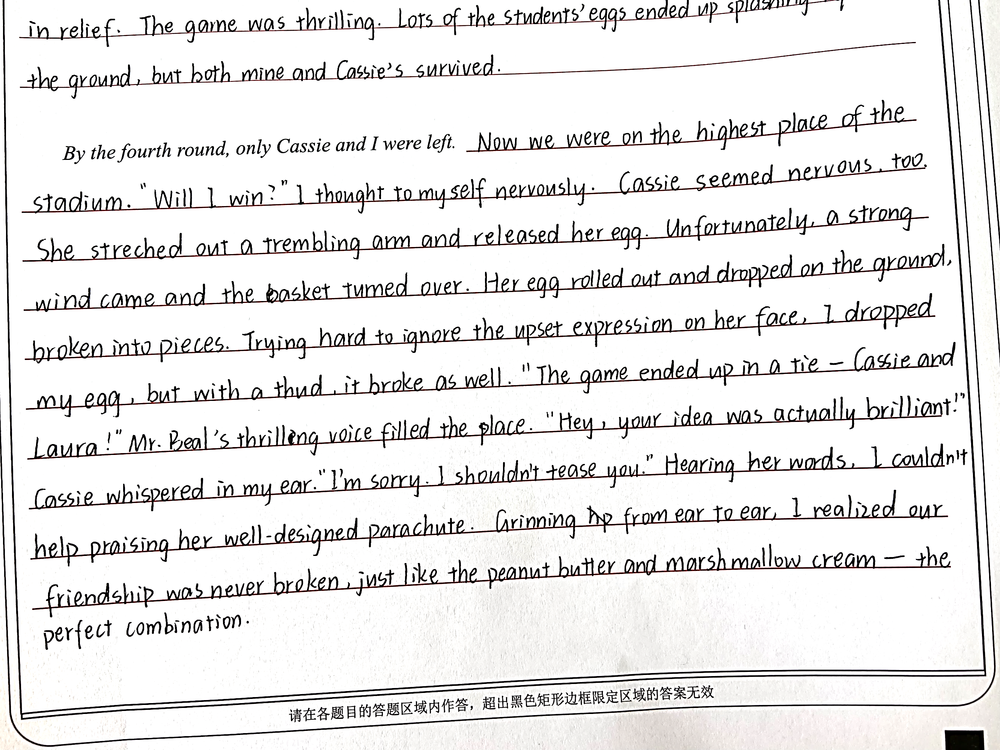 in relief. The game was thrilling. Lots of the students' eggs ended up splashing
the ground, but both mine and Cassie's survived.
By the fourth round, only Cassie and I were left. Now we were on the highest place of the
stadium. "Will I win?" I thought to myself nervously. Cassie seemed nervous, too.
She streched out a trembling arm and released her egg. Unfortunately, a strong
wind came and the basket turned over. Her egg rolled out and dropped on the ground,
broken into pieces. Trying hard to ignore the upset expression on her face, I dropped
my egg, but with a thud, it broke as well. "The game ended up in a tie — Cassie and
Laura!" Mr. Beal's thrilling voice filled the place. "Hey, your idea was actually brilliant!"
Cassie whispered in my ear. "I'm sorry. I shouldn't tease you." Hearing her words, I couldn't
help praising her well-designed parachute. Grinning from ear to ear, I realized our
friendship was never broken, just like the peanut butter and marshmallow cream — the
perfect combination.
请在各题目的答题区域内作答，超出黑色矩形边框限定区域的答案无效